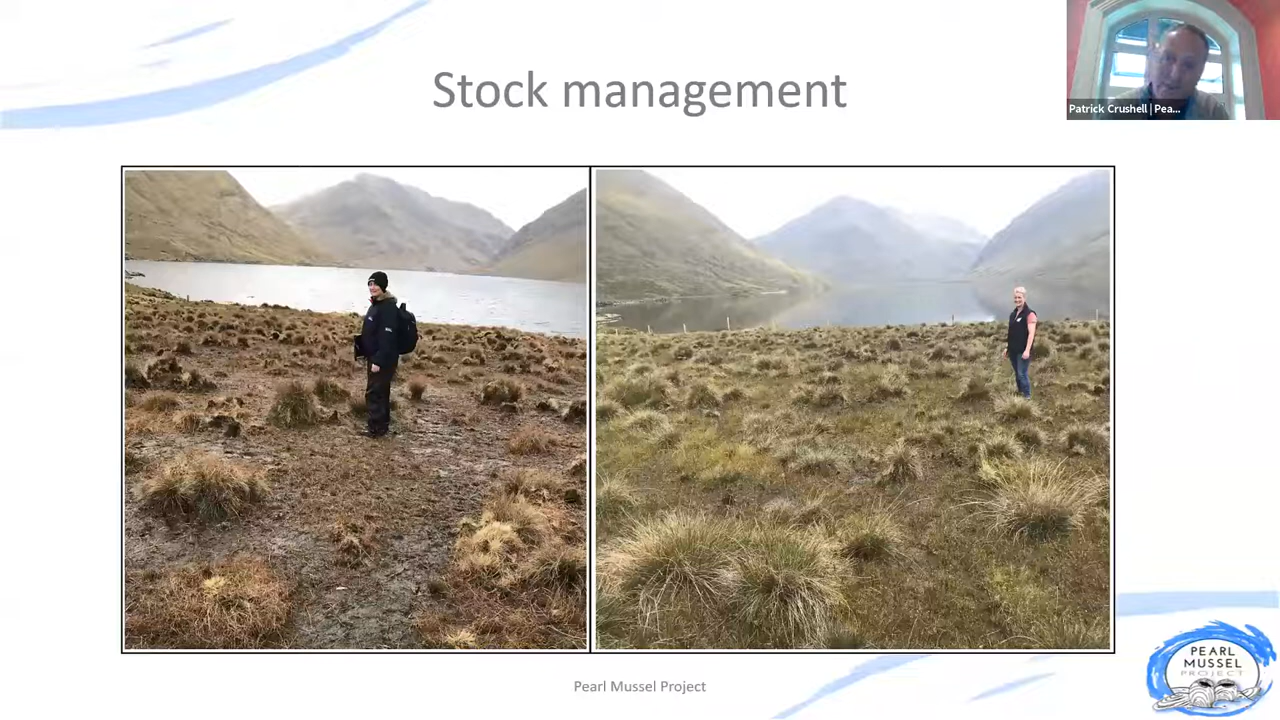 Stock management
Patrick Crushell | Pea...
Pearl Mussel Project
PEARL
MUSSEL
PROJECT